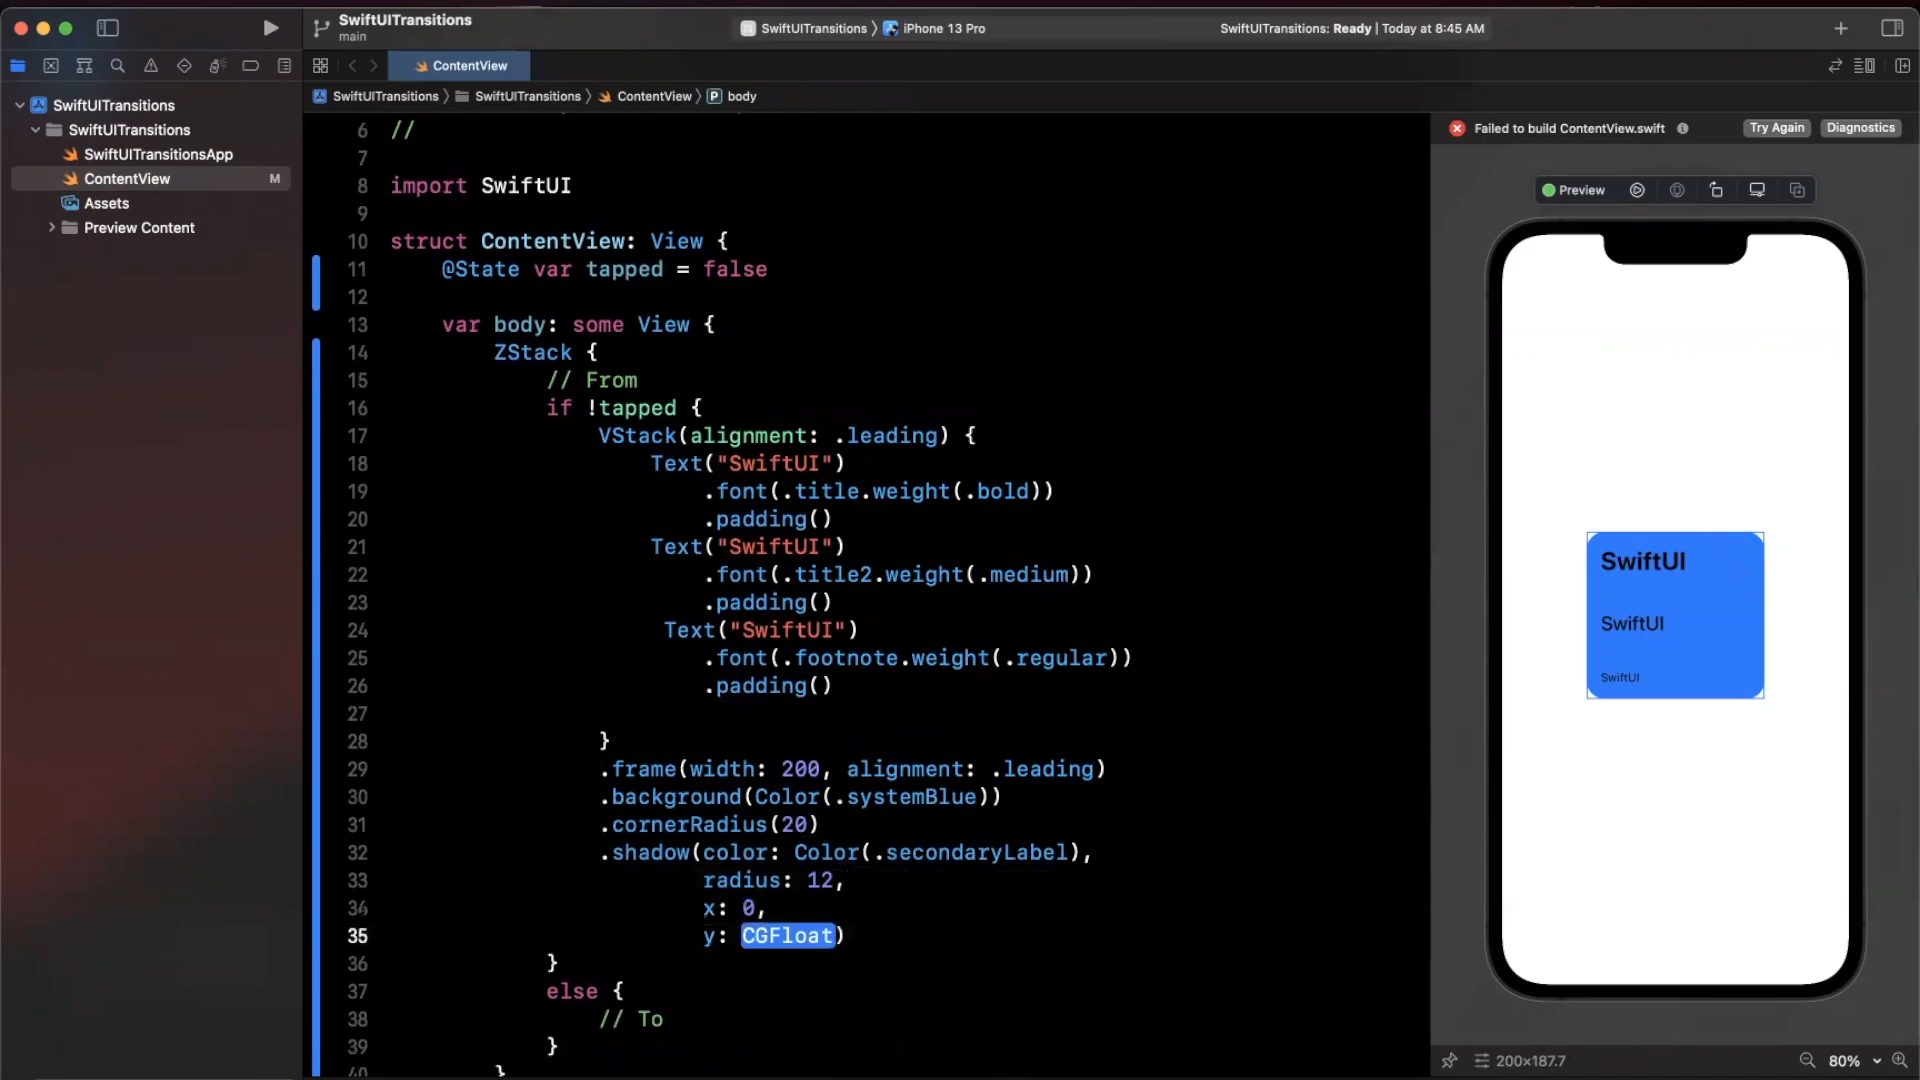 SwiftUITransitions
main
SwiftUITransitions
iPhone 13 Pro
SwiftUITransitions: Ready | Today at 8:45 AM
ContentView
SwiftUITransitions
SwiftUITransitions
ContentView
P body
SwiftUITransitions
SwiftUITransitions
SwiftUITransitionsApp
ContentView M
Assets
Preview Content
6 //
7
8 import SwiftUI
9
10 struct ContentView: View {
11 @State var tapped = false
12
13 var body: some View {
14 ZStack {
15 // From
16 if !tapped {
17 VStack(alignment: .leading) {
18 Text("SwiftUI")
19 .font(.title.weight(.bold))
20 .padding()
21 Text("SwiftUI")
22 .font(.title2.weight(.medium))
23 .padding()
24 Text("SwiftUI")
25 .font(.footnote.weight(.regular))
26 .padding()
27
28 }
29 .frame(width: 200, alignment: .leading)
30 .background(Color(.systemBlue))
31 .cornerRadius(20)
32 .shadow(color: Color(.secondaryLabel),
33 radius: 12,
34 x: 0,
35 y: CGFloat)
36 }
37 else {
38 // To
39 }
40 }
Failed to build ContentView.swift
Try Again
Diagnostics
Preview
SwiftUI
SwiftUI
SwiftUI
200×187.7
80%